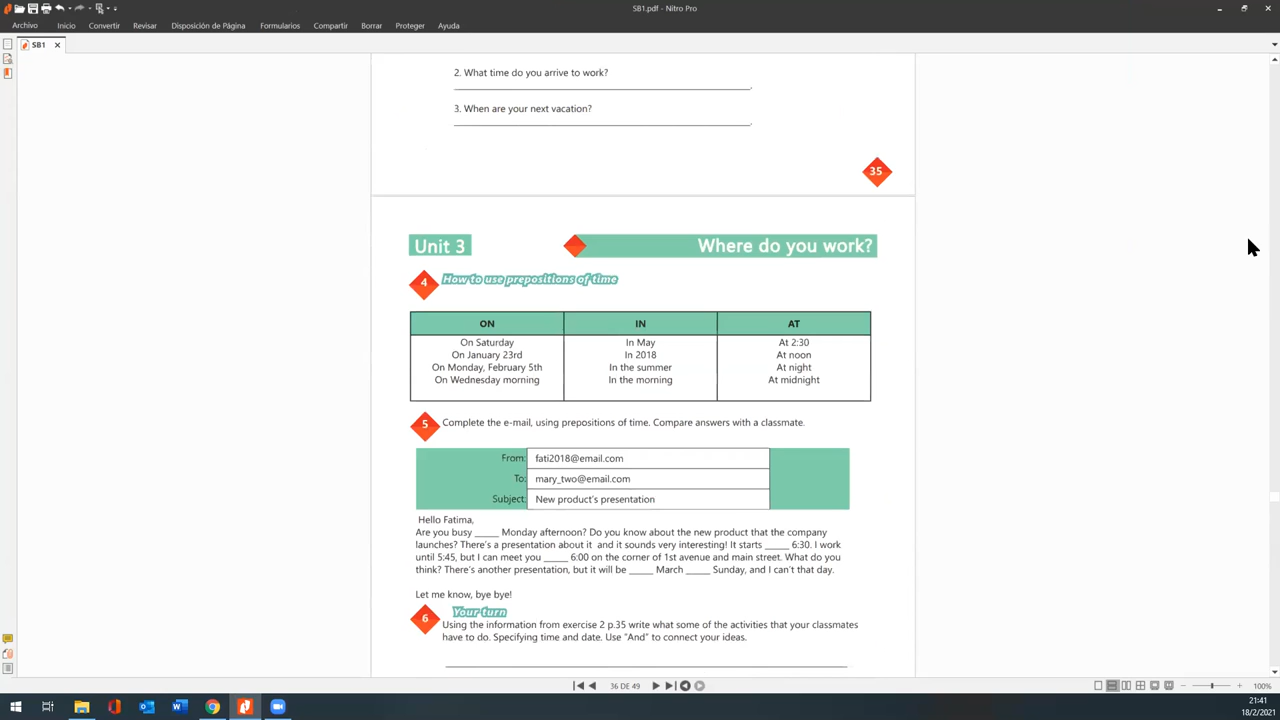 SB1.pdf - Nitro Pro
Archivo Inicio Convertir Revisar Disposición de Página Formularios Compartir Borrar Proteger Ayuda
SB1
2. What time do you arrive to work?
3. When are your next vacation?
35
Unit 3 Where do you work?
4 How to use prepositions of time
ON IN AT
On Saturday In May At 2:30
On January 23rd In 2018 At noon
On Monday, February 5th In the summer At night
On Wednesday morning In the morning At midnight
5 Complete the e-mail, using prepositions of time. Compare answers with a classmate.
From: fati2018@email.com
To: mary_two@email.com
Subject: New product's presentation
Hello Fatima,
Are you busy _____ Monday afternoon? Do you know about the new product that the company
launches? There's a presentation about it and it sounds very interesting! It starts _____ 6:30. I work
until 5:45, but I can meet you _____ 6:00 on the corner of 1st avenue and main street. What do you
think? There's another presentation, but it will be _____ March _____ Sunday, and I can't that day.
Let me know, bye bye!
6 Your turn
Using the information from exercise 2 p.35 write what some of the activities that your classmates
have to do. Specifying time and date. Use "And" to connect your ideas.
36 DE 49
100%
21:41
18/2/2021